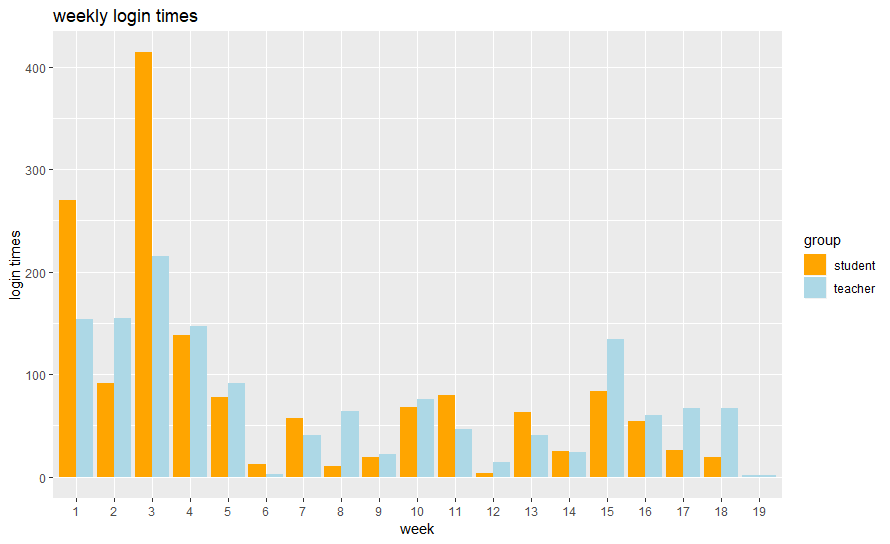 weekly login times
400
300
200
100
0
login times
1 2 3 4 5 6 7 8 9 10 11 12 13 14 15 16 17 18 19
week
group
student
teacher